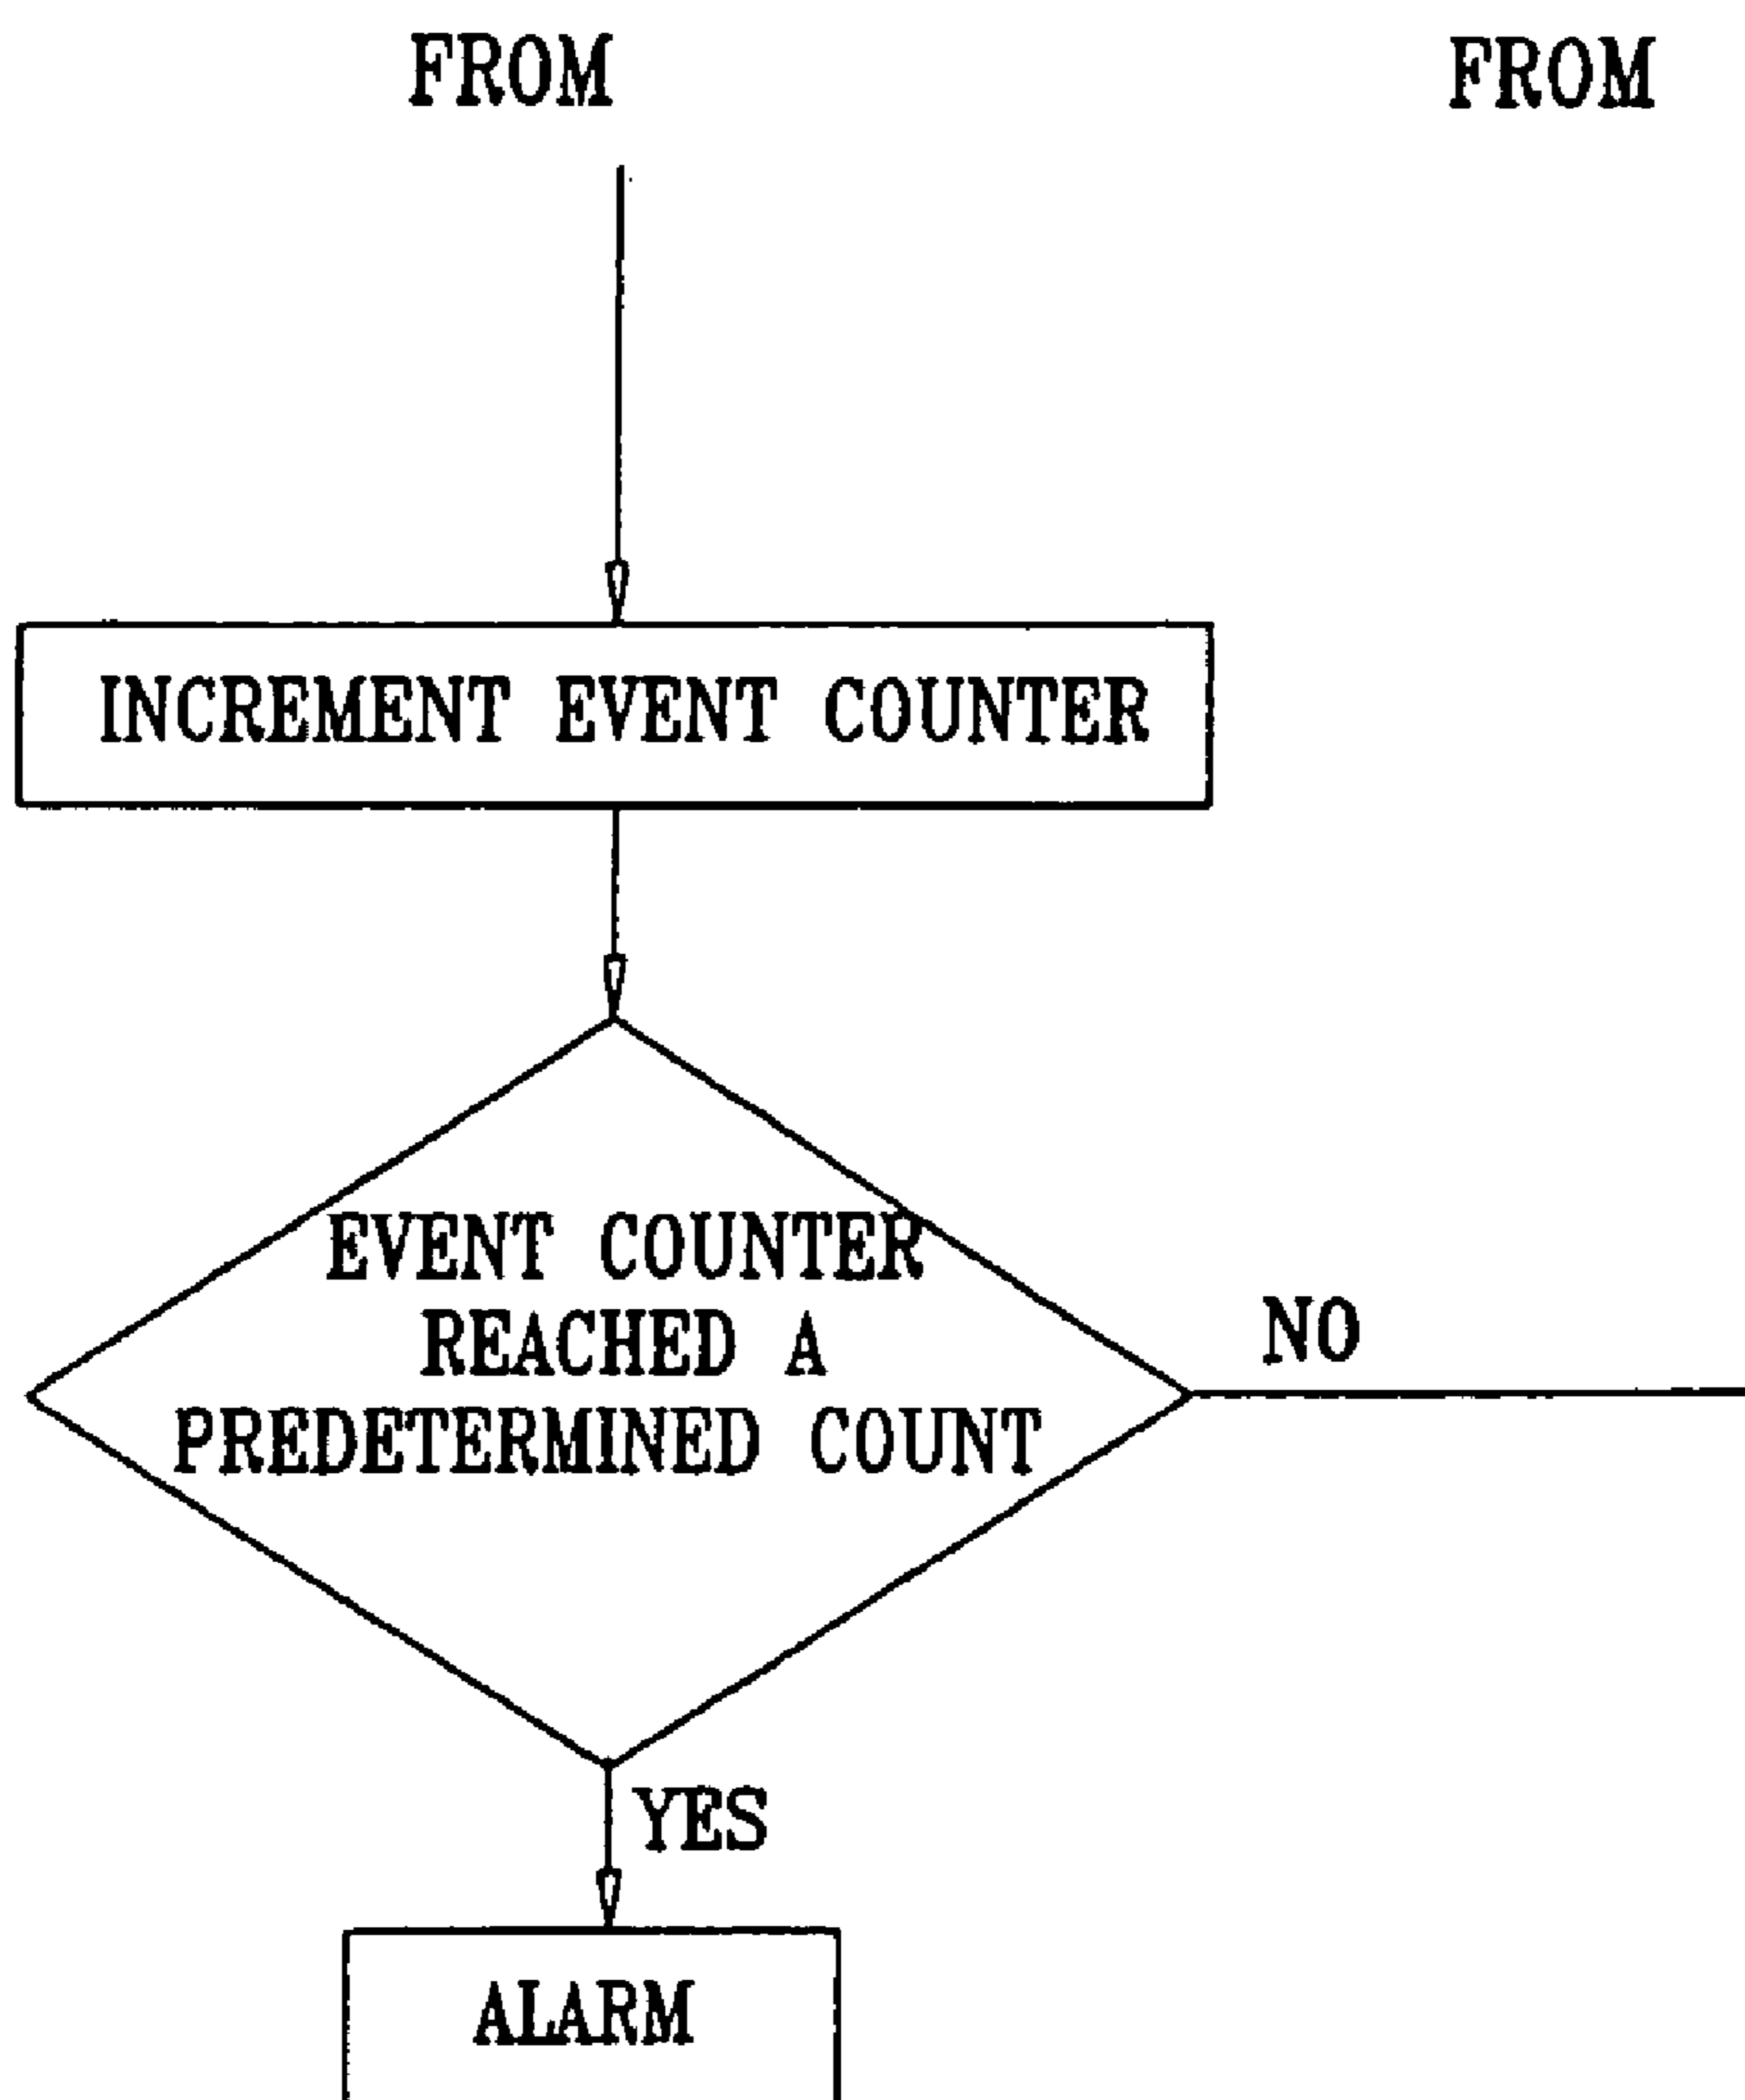 FROM
FROM
INCREMENT EVENT COUNTER
EVENT COUNTER
REACHED A
PREDETERMINED COUNT
NO
YES
ALARM